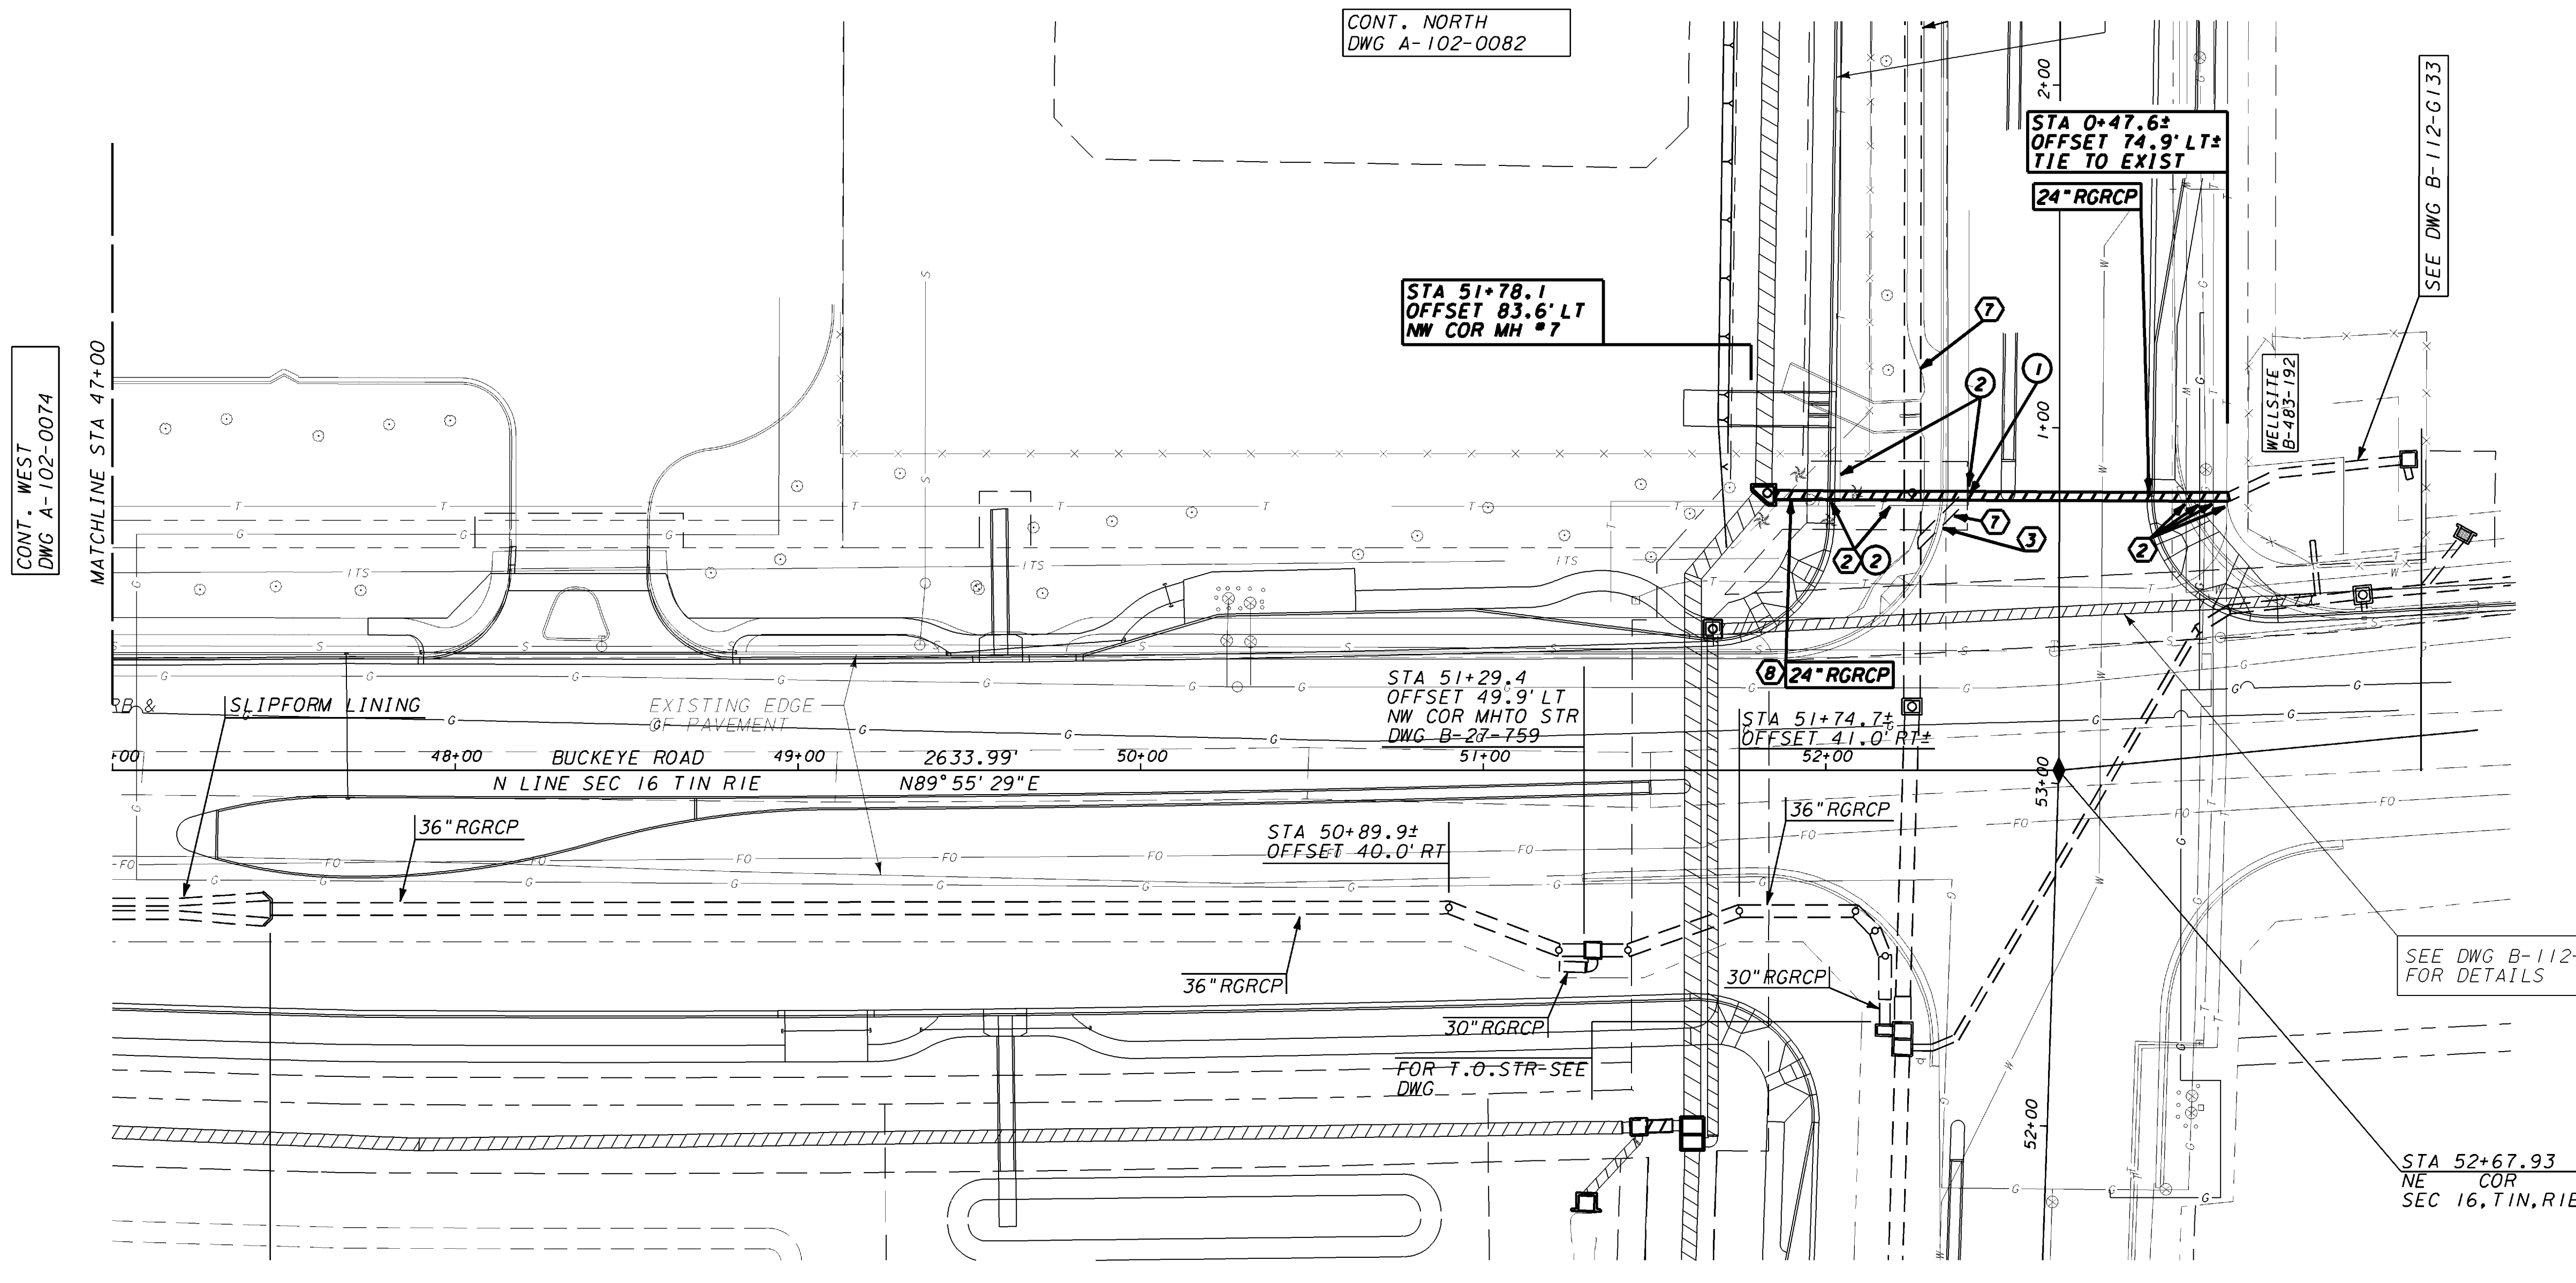 CONT. NORTH
DWG A-102-0082
CONT. WEST
DWG A-102-0074
MATCHLINE STA 47+00
2+00
STA 0+47.6±
OFFSET 74.9' LT±
TIE TO EXIST
24" RGRCP
SEE DWG B-112-G133
STA 51+78.1
OFFSET 83.6' LT
NW COR MH #7
7
2
1
1+00
WELLSITE
B-483-192
7
3
2
2
2
8
24" RGRCP
RB &
SLIPFORM LINING
EXISTING EDGE
OF PAVEMENT
STA 51+29.4
OFFSET 49.9' LT
NW COR MHTO STR
DWG B-27-759
STA 51+74.7±
OFFSET 41.0' RT±
+00
48+00
BUCKEYE ROAD
49+00
2633.99'
50+00
51+00
52+00
N LINE SEC 16 T1N R1E
N89°55'29"E
53+00
36" RGRCP
STA 50+89.9±
OFFSET 40.0' RT
36" RGRCP
36" RGRCP
30" RGRCP
30" RGRCP
FOR T.O.STR-SEE
DWG
SEE DWG B-112-
FOR DETAILS
52+00
STA 52+67.93
NE COR
SEC 16,T1N,R1E